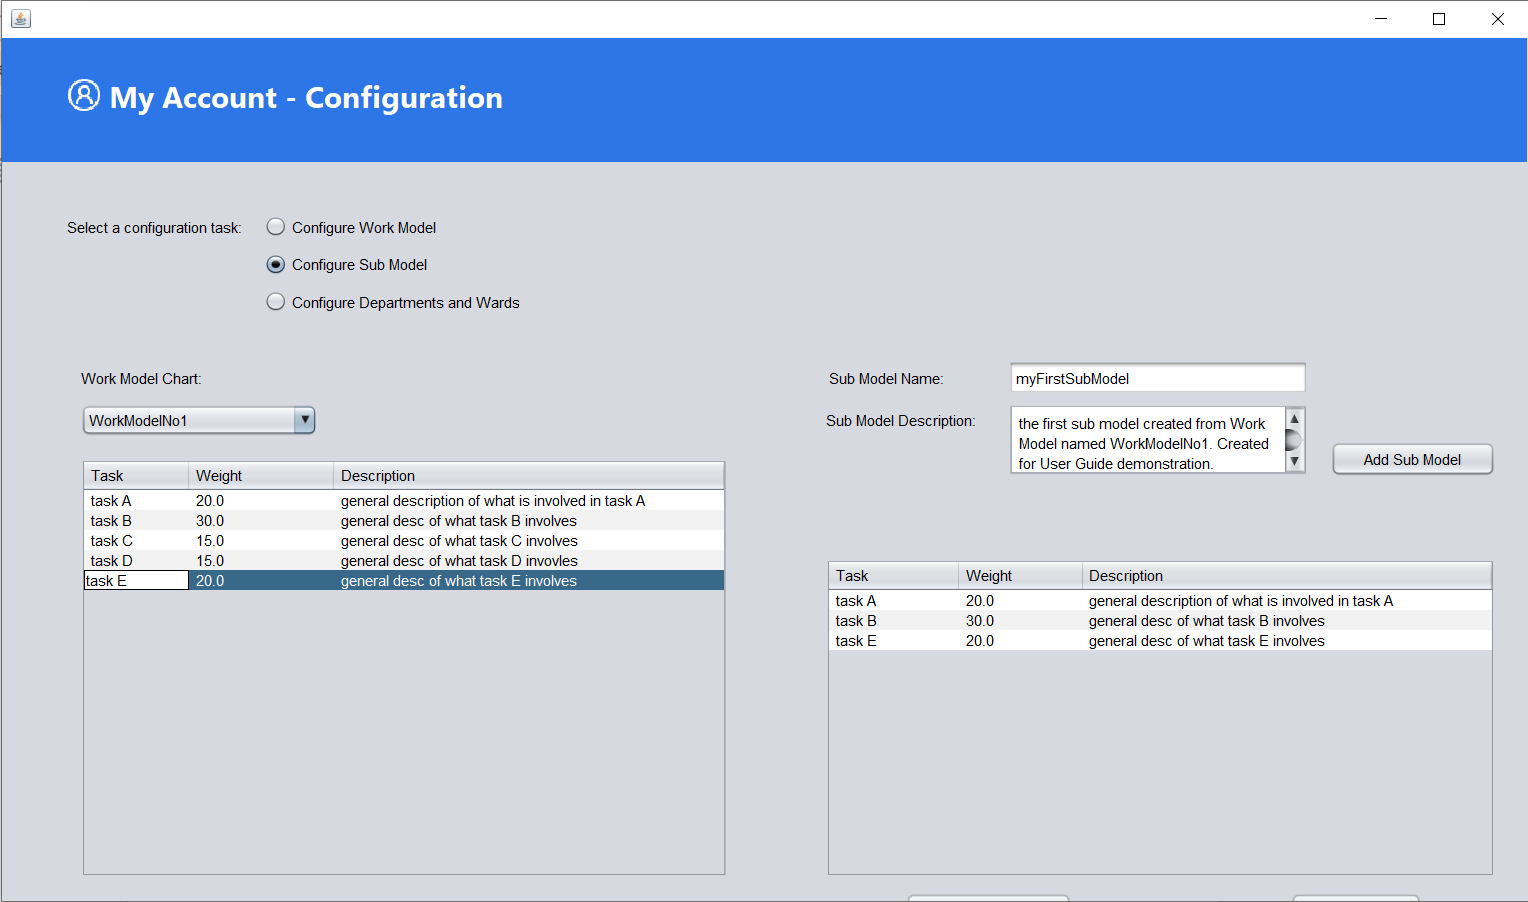 My Account - Configuration
Select a configuration task:
Configure Work Model
Configure Sub Model
Configure Departments and Wards
Work Model Chart:
WorkModelNo1
Task Weight Description
task A 20.0 general description of what is involved in task A
task B 30.0 general desc of what task B involves
task C 15.0 general desc of what task C involves
task D 15.0 general desc of what task D invovles
task E 20.0 general desc of what task E involves
Sub Model Name: myFirstSubModel
Sub Model Description:
the first sub model created from Work
Model named WorkModelNo1. Created
for User Guide demonstration.
Add Sub Model
Task Weight Description
task A 20.0 general description of what is involved in task A
task B 30.0 general desc of what task B involves
task E 20.0 general desc of what task E involves